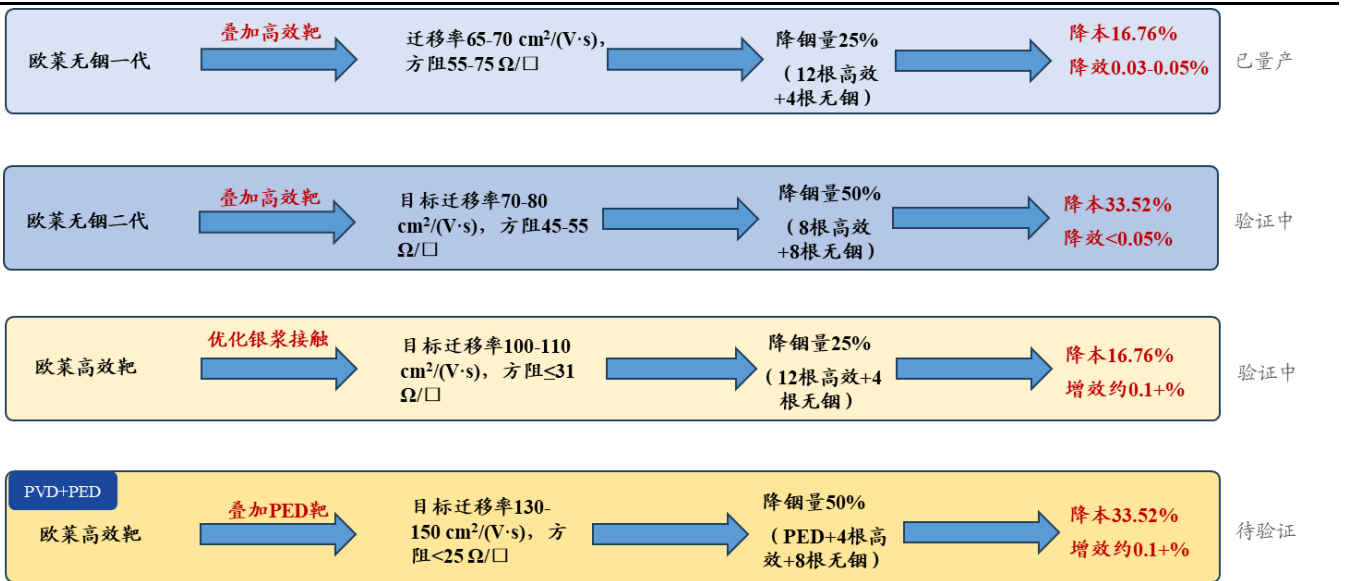 欧莱无铟一代
叠加高效靶
迁移率65-70 cm²/(V·s),
方阻55-75 Ω/□
降铟量25%
（12根高效
+4根无铟）
降本16.76%
降效0.03-0.05%
已量产
欧莱无铟二代
叠加高效靶
目标迁移率70-80
cm²/(V·s)，方阻45-55
Ω/□
降铟量50%
（8根高效
+8根无铟）
降本33.52%
降效<0.05%
验证中
欧莱高效靶
优化银浆接触
目标迁移率100-110
cm²/(V·s)，方阻≤31
Ω/□
降铟量25%
（12根高效+4
根无铟）
降本16.76%
增效约0.1+%
验证中
PVD+PED
欧莱高效靶
叠加PED靶
目标迁移率130-
150 cm²/(V·s)，方
阻<25 Ω/□
降铟量50%
（PED+4根高
效+8根无铟）
降本33.52%
增效约0.1+%
待验证